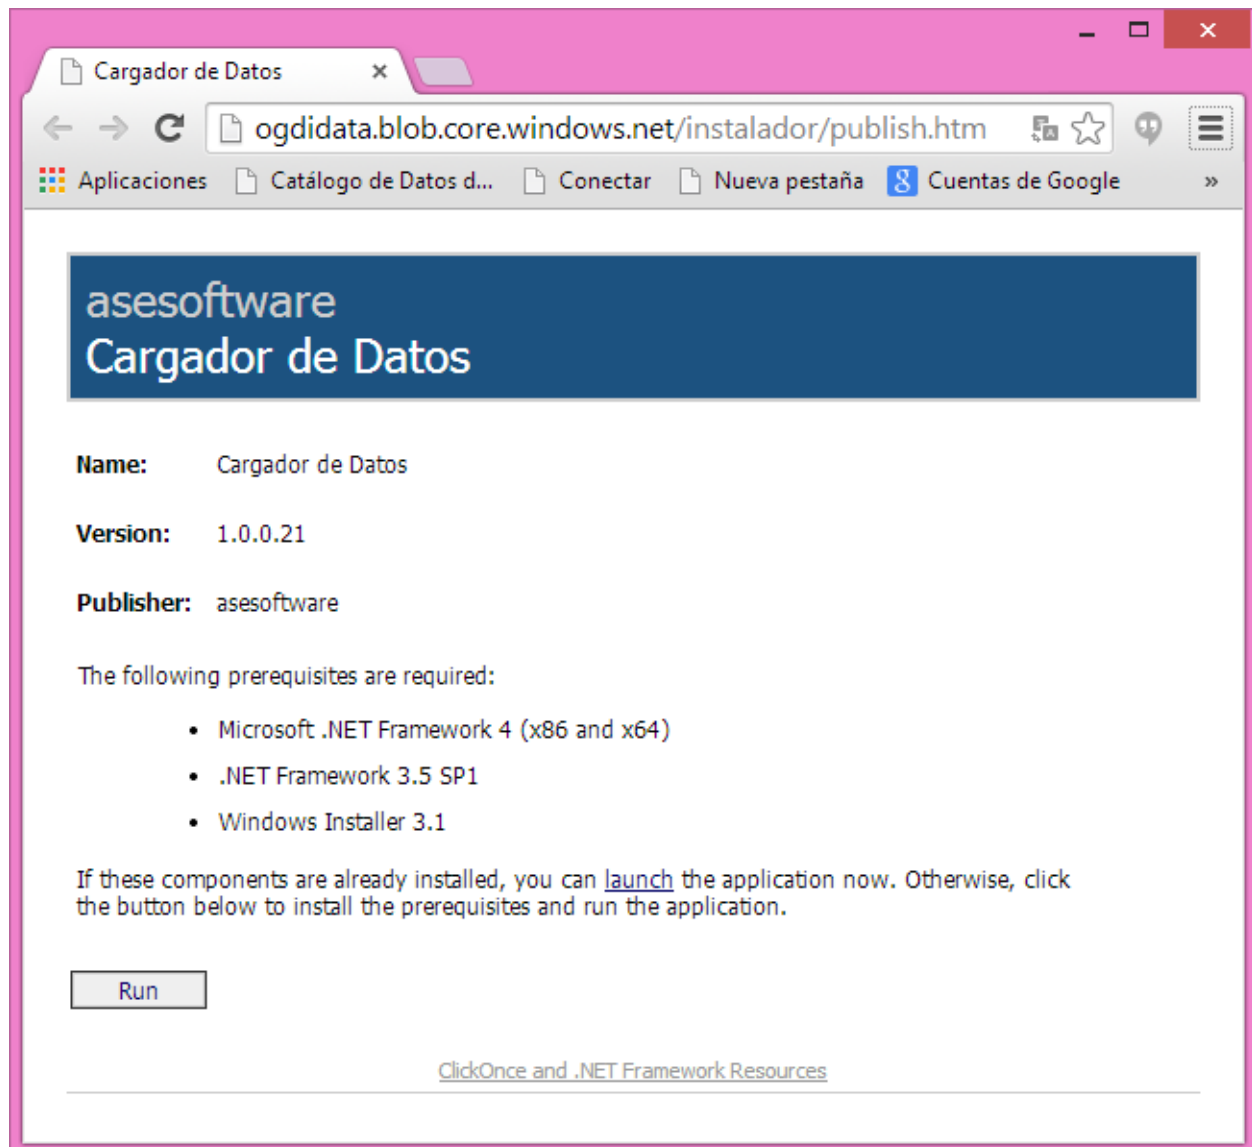 Cargador de Datos
ogdidata.blob.core.windows.net/instalador/publish.htm
Aplicaciones
Catálogo de Datos d...
Conectar
Nueva pestaña
8 Cuentas de Google
»
asesoftware
Cargador de Datos
Name: Cargador de Datos
Version: 1.0.0.21
Publisher: asesoftware
The following prerequisites are required:
• Microsoft .NET Framework 4 (x86 and x64)
• .NET Framework 3.5 SP1
• Windows Installer 3.1
If these components are already installed, you can launch the application now. Otherwise, click
the button below to install the prerequisites and run the application.
Run
ClickOnce and .NET Framework Resources